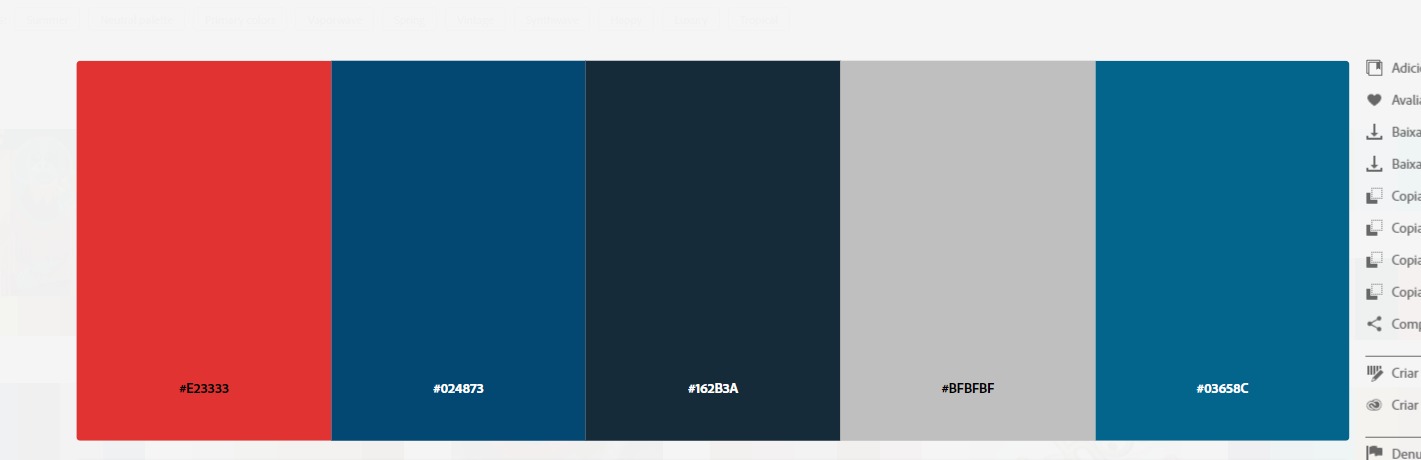 #E23333
#024873
#162B3A
#BFBFBF
#03658C
Adici
Avalia
Baixa
Baixa
Copia
Copia
Copia
Copia
Comp
Criar
Criar
Denu